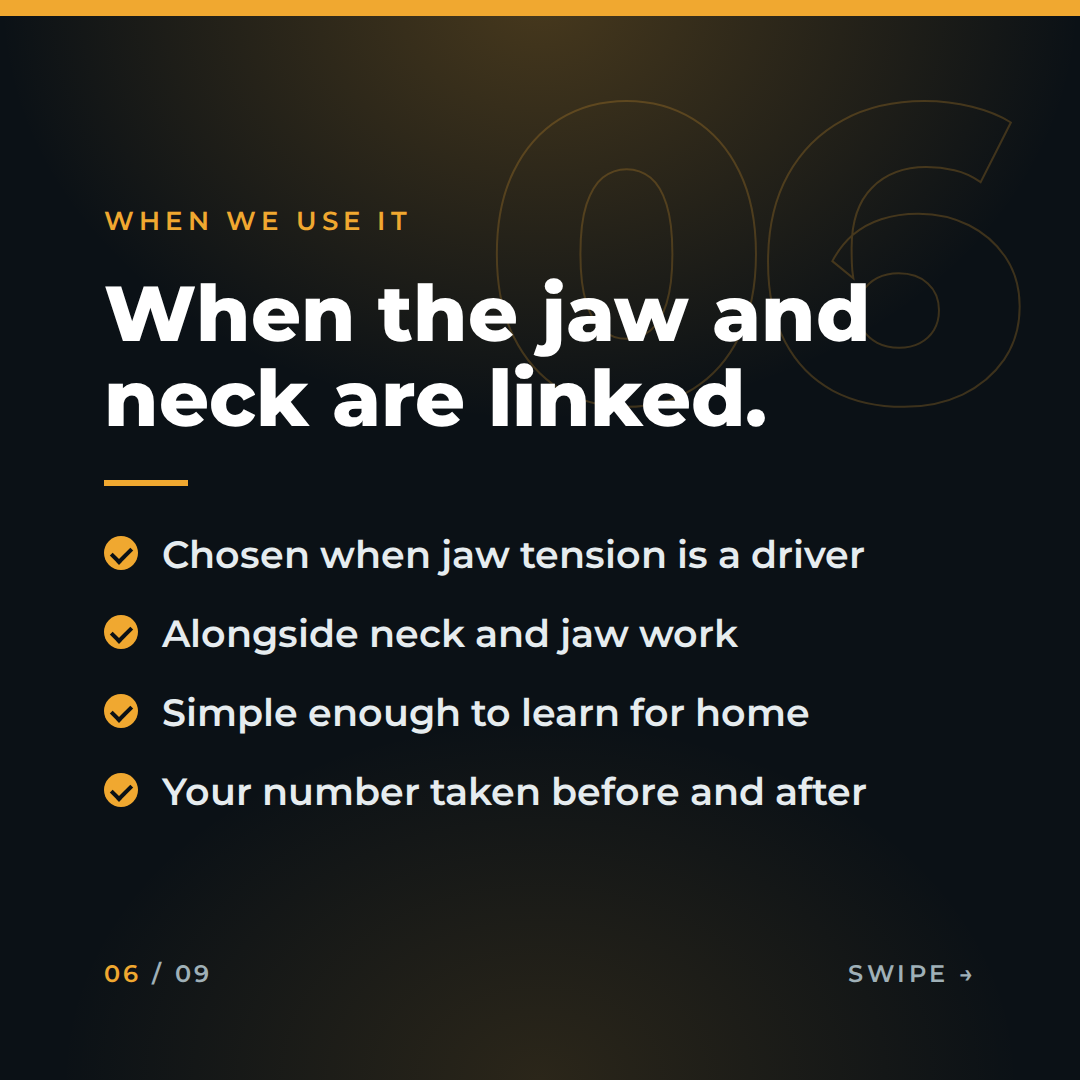 06
WHEN WE USE IT
When the jaw and
neck are linked.
Chosen when jaw tension is a driver
Alongside neck and jaw work
Simple enough to learn for home
Your number taken before and after
06 / 09
SWIPE →